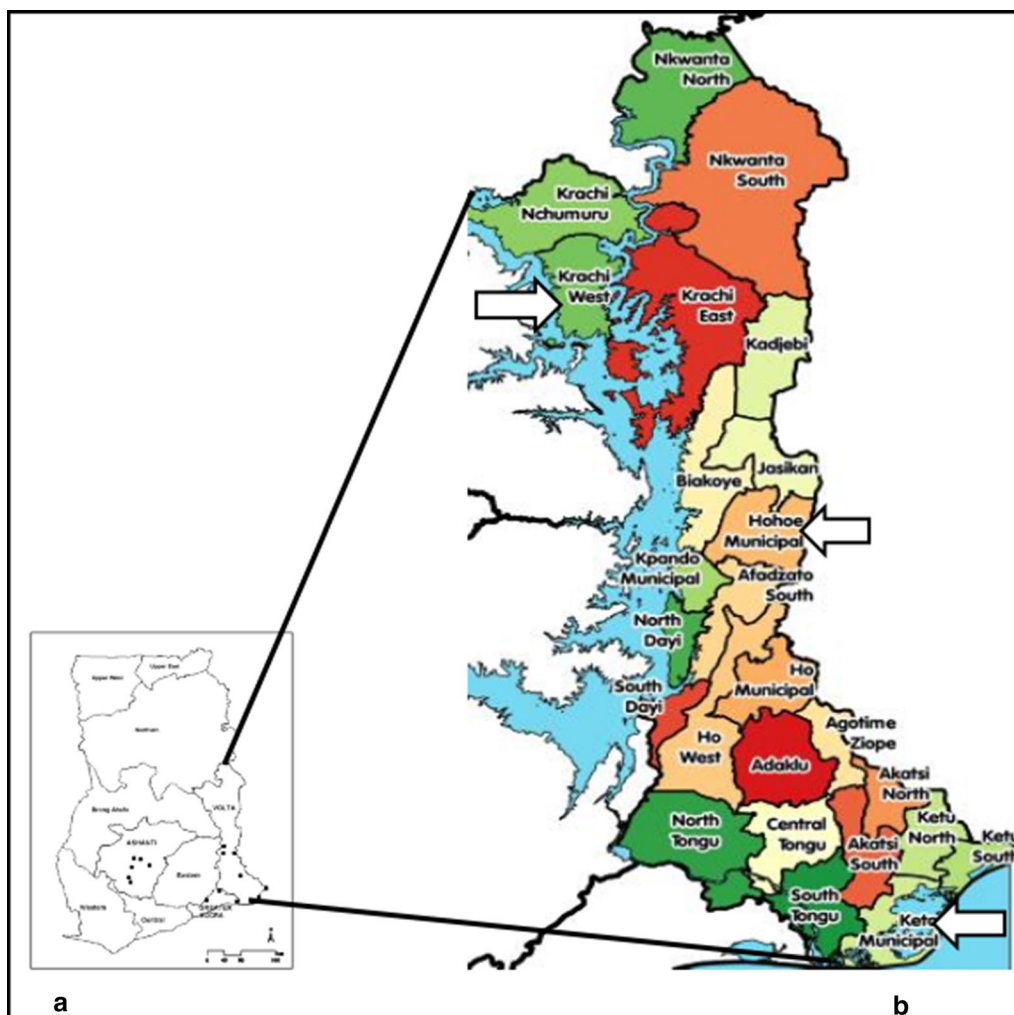 Nkwanta
North
Nkwanta
South
Krachi
Nchumuru
Krachi
West
Krachi
East
Kadjebi
Biakoye
Jasikan
Hohoe
Municipal
Kpando
Municipal
Afadzato
South
North
Dayi
South
Dayi
Ho
Municipal
Ho
West
Adaklu
Agotime
Ziope
Akatsi
North
North
Tongu
Central
Tongu
Akatsi
South
Ketu
North
Ketu
South
South
Tongu
Keta
Municipal
Upper West
Upper East
Northern
Brong Ahafo
VOLTA
ASHANTI
Eastern
Western
Central
GREATER
ACCRA
a
b